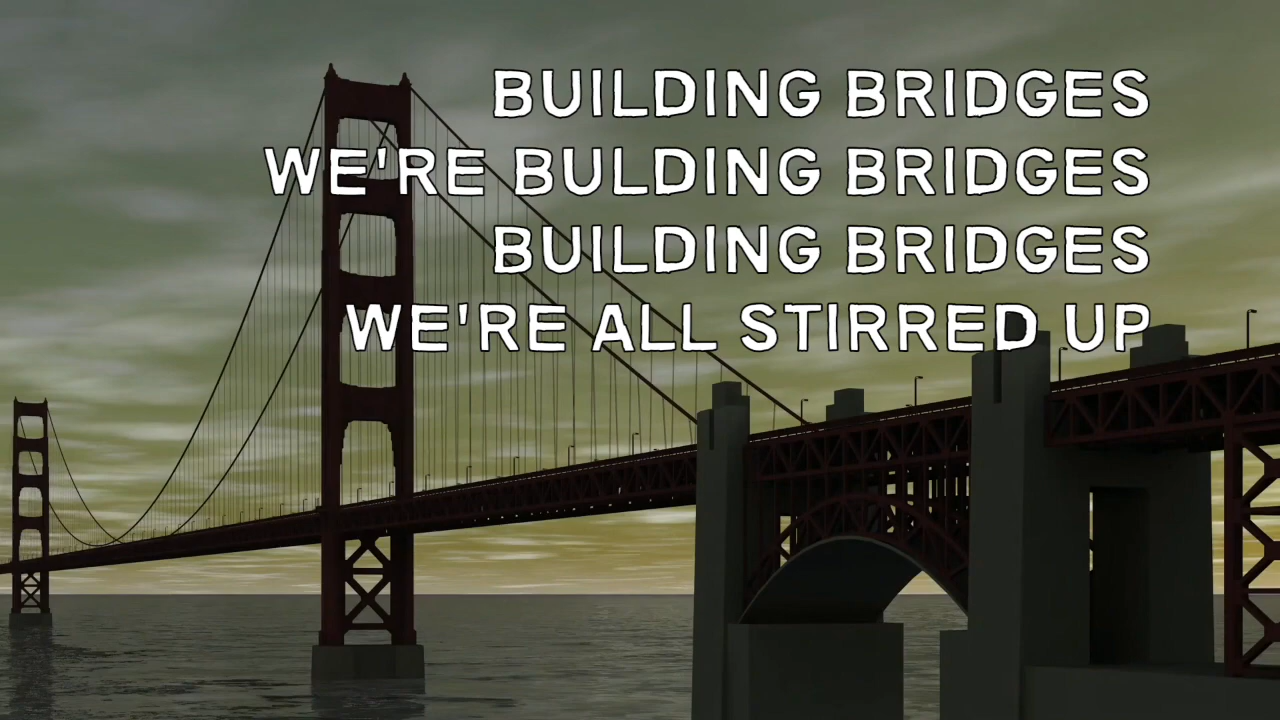 BUILDING BRIDGES
WE'RE BULDING BRIDGES
BUILDING BRIDGES
WE'RE ALL STIRRED UP